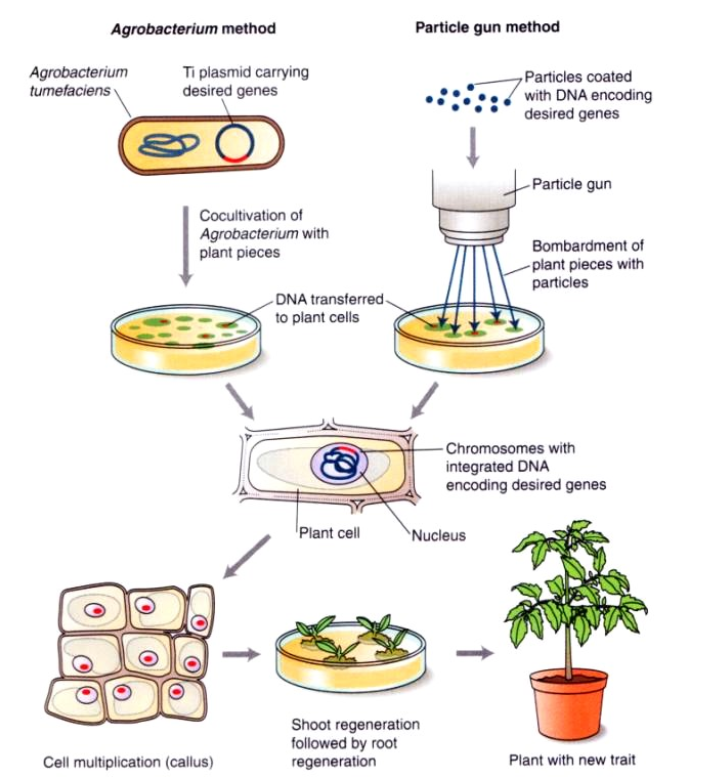 Agrobacterium method
Particle gun method
Agrobacterium
tumefaciens
Ti plasmid carrying
desired genes
Particles coated
with DNA encoding
desired genes
Particle gun
Cocultivation of
Agrobacterium with
plant pieces
Bombardment of
plant pieces with
particles
DNA transferred
to plant cells
Chromosomes with
integrated DNA
encoding desired genes
Plant cell
Nucleus
Cell multiplication (callus)
Shoot regeneration
followed by root
regeneration
Plant with new trait